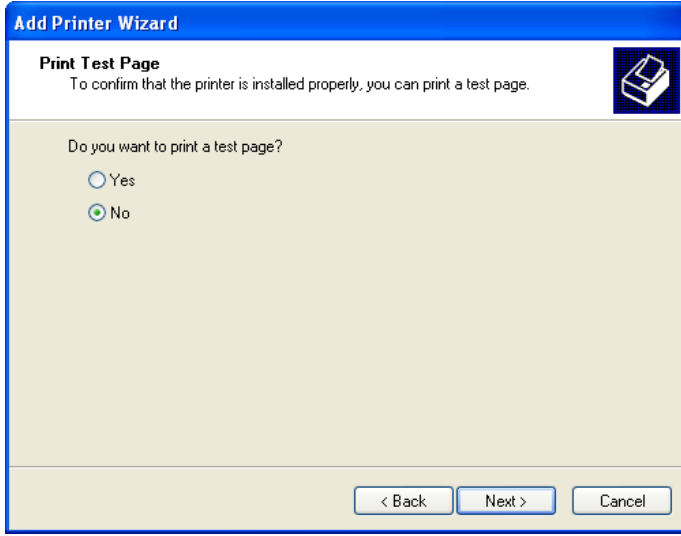 Add Printer Wizard
Print Test Page
To confirm that the printer is installed properly, you can print a test page.
Do you want to print a test page?
Yes
No
< Back
Next >
Cancel